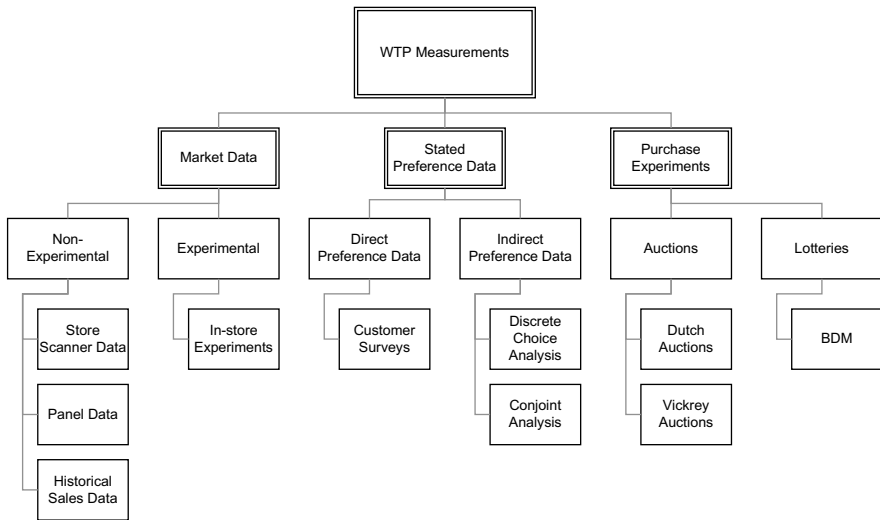 WTP Measurements
Market Data
Stated
Preference Data
Purchase
Experiments
Non-
Experimental
Experimental
Direct
Preference Data
Indirect
Preference Data
Auctions
Lotteries
Store
Scanner Data
In-store
Experiments
Customer
Surveys
Discrete
Choice
Analysis
Dutch
Auctions
BDM
Panel Data
Conjoint
Analysis
Vickrey
Auctions
Historical
Sales Data